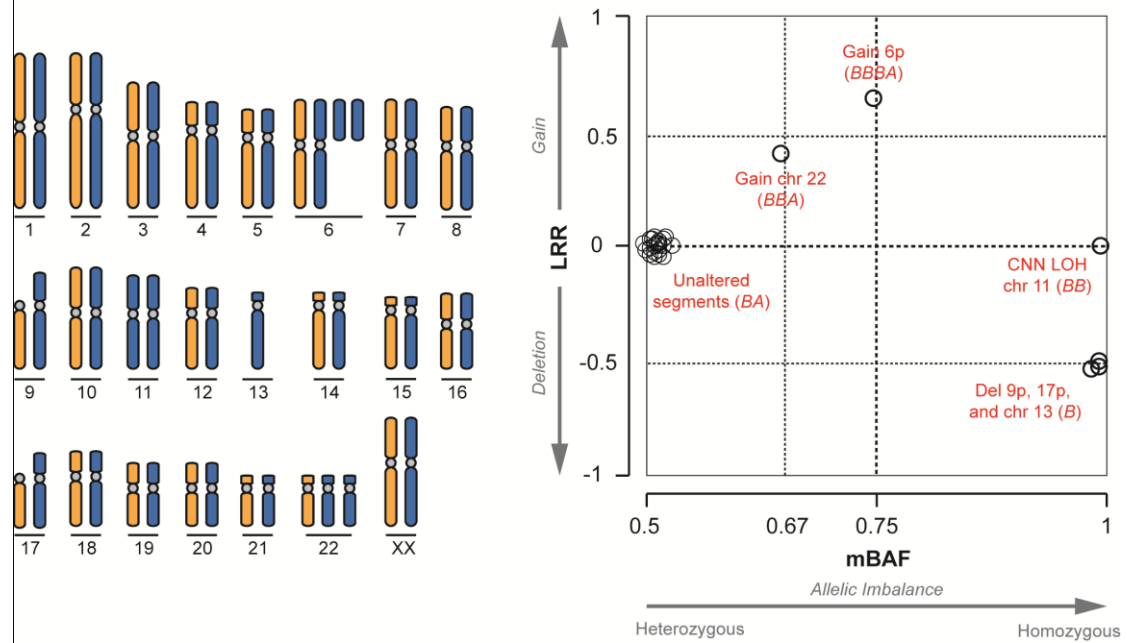 1 2 3 4 5 6 7 8
9 10 11 12 13 14 15 16
17 18 19 20 21 22 XX
1
0.5
0
-0.5
-1
Gain
LRR
Deletion
Gain 6p
(BBBA)
Gain chr 22
(BBA)
Unaltered
segments (BA)
CNN LOH
chr 11 (BB)
Del 9p, 17p,
and chr 13 (B)
0.5 0.67 0.75 1
mBAF
Allelic Imbalance
Heterozygous Homozygous